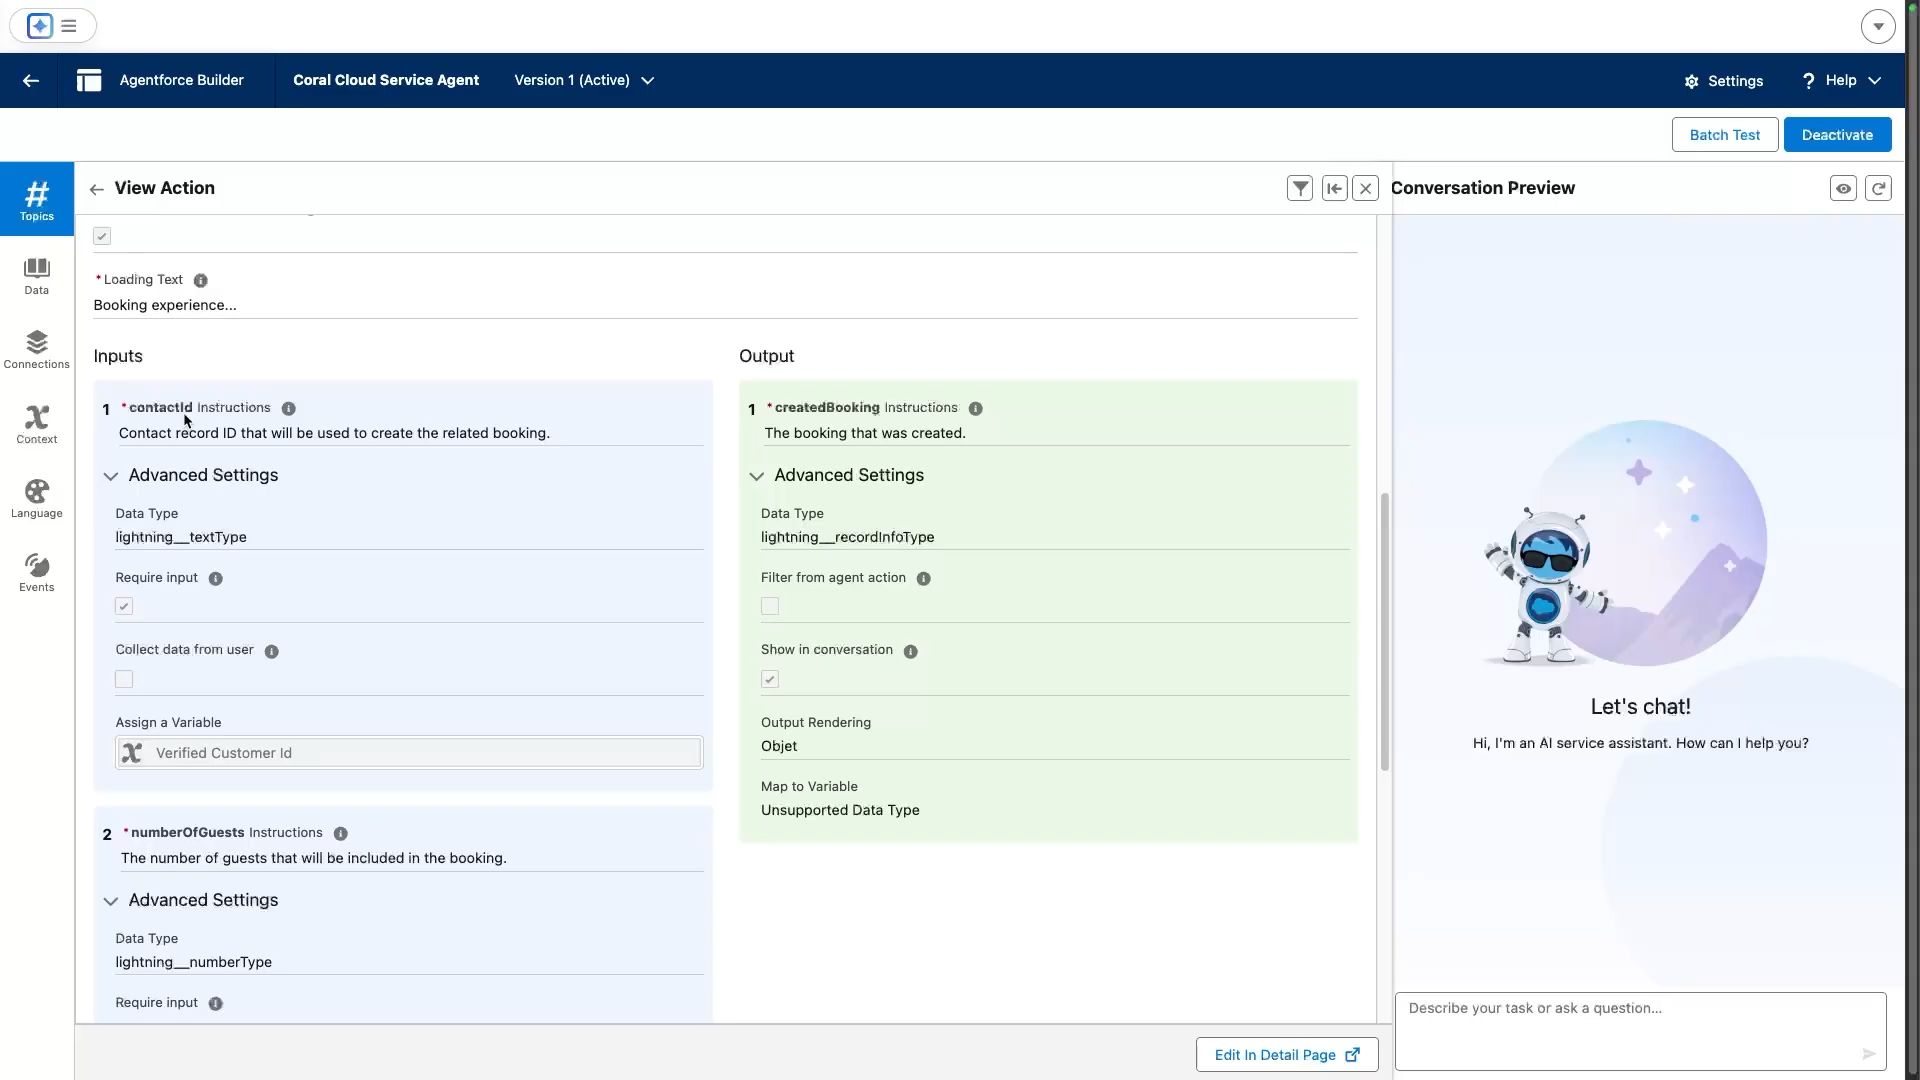 Agentforce Builder
Coral Cloud Service Agent
Version 1 (Active)
Settings
Help
Batch Test
Deactivate
Topics
Data
Connections
Context
Language
Events
View Action
* Loading Text
Booking experience...
Inputs
1 * contactId Instructions
Contact record ID that will be used to create the related booking.
Advanced Settings
Data Type
lightning__textType
Require input
Collect data from user
Assign a Variable
Verified Customer Id
2 * numberOfGuests Instructions
The number of guests that will be included in the booking.
Advanced Settings
Data Type
lightning__numberType
Require input
Output
1 * createdBooking Instructions
The booking that was created.
Advanced Settings
Data Type
lightning__recordInfoType
Filter from agent action
Show in conversation
Output Rendering
Objet
Map to Variable
Unsupported Data Type
Edit In Detail Page
Conversation Preview
Let's chat!
Hi, I'm an AI service assistant. How can I help you?
Describe your task or ask a question...